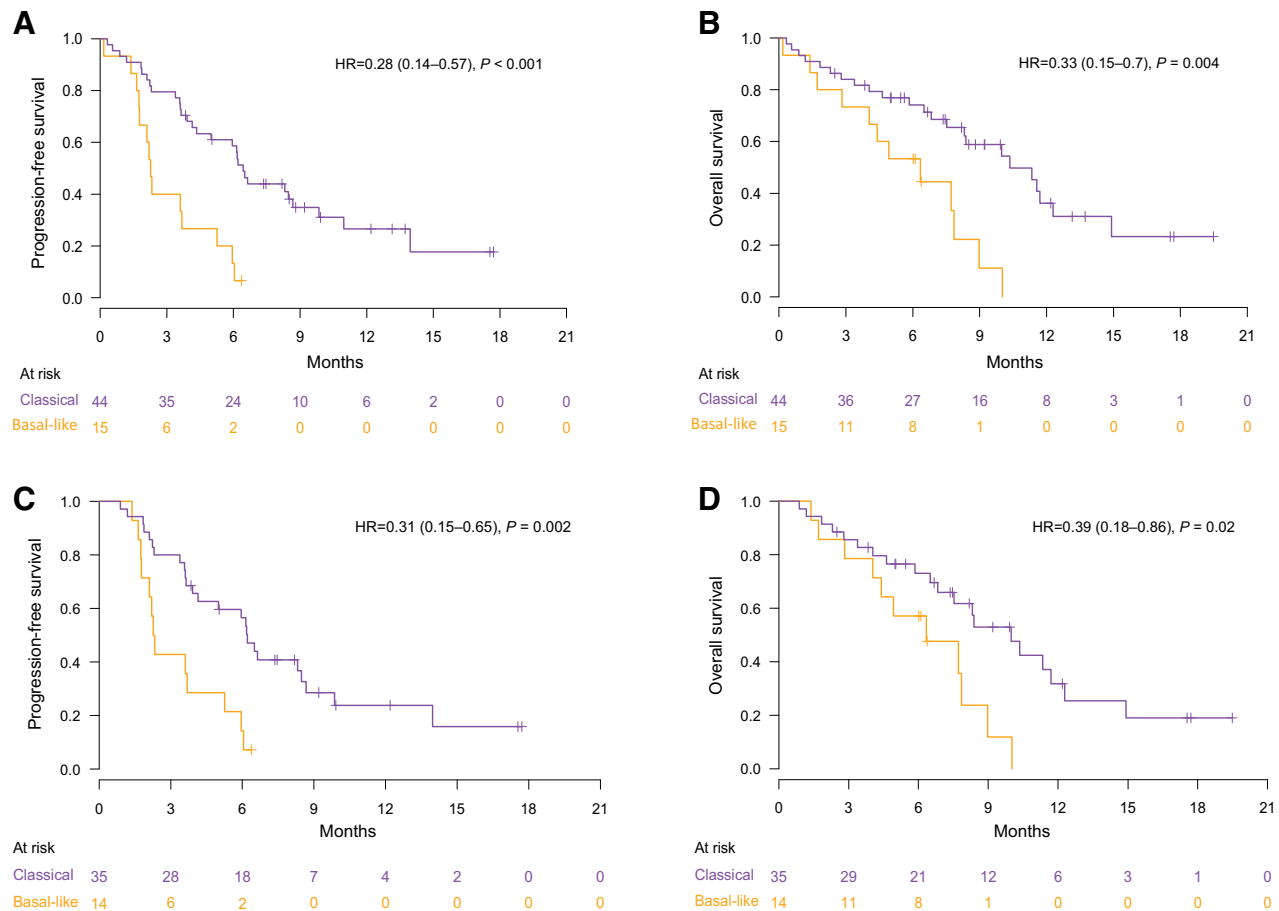 A
Progression-free survival
1.0
0.8
0.6
0.4
0.2
0.0
HR=0.28 (0.14–0.57), P < 0.001
0 3 6 9 12 15 18 21
Months
At risk
Classical 44 35 24 10 6 2 0 0
Basal-like 15 6 2 0 0 0 0 0
B
Overall survival
1.0
0.8
0.6
0.4
0.2
0.0
HR=0.33 (0.15–0.7), P = 0.004
0 3 6 9 12 15 18 21
Months
At risk
Classical 44 36 27 16 8 3 1 0
Basal-like 15 11 8 1 0 0 0 0
C
Progression-free survival
1.0
0.8
0.6
0.4
0.2
0.0
HR=0.31 (0.15–0.65), P = 0.002
0 3 6 9 12 15 18 21
Months
At risk
Classical 35 28 18 7 4 2 0 0
Basal-like 14 6 2 0 0 0 0 0
D
Overall survival
1.0
0.8
0.6
0.4
0.2
0.0
HR=0.39 (0.18–0.86), P = 0.02
0 3 6 9 12 15 18 21
Months
At risk
Classical 35 29 21 12 6 3 1 0
Basal-like 14 11 8 1 0 0 0 0